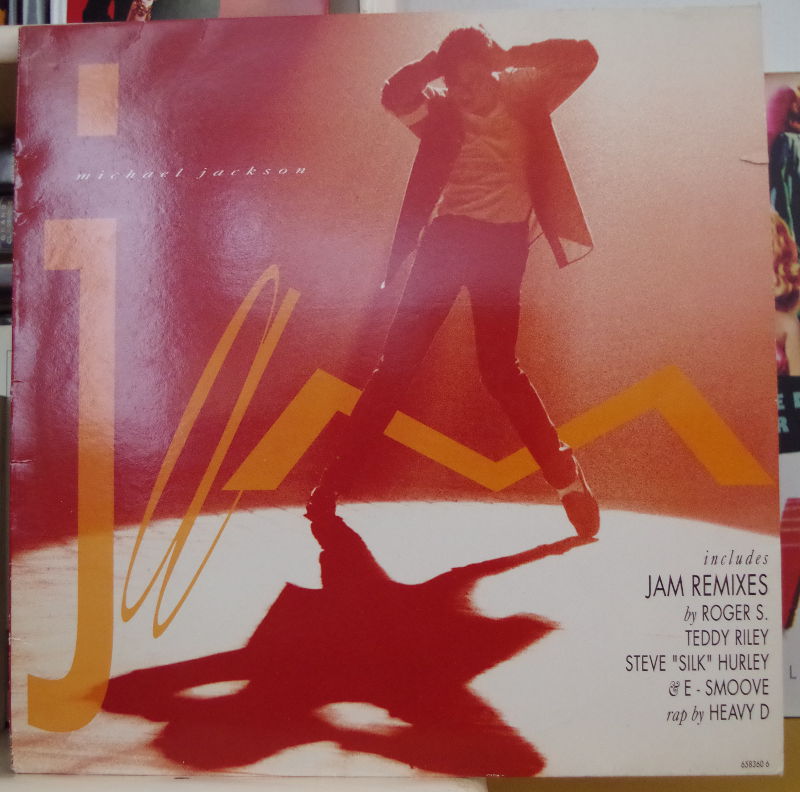 michael jackson
jam
includes
JAM REMIXES
by ROGER S.
TEDDY RILEY
STEVE "SILK" HURLEY
& E - SMOOVE
rap by HEAVY D
658360 6